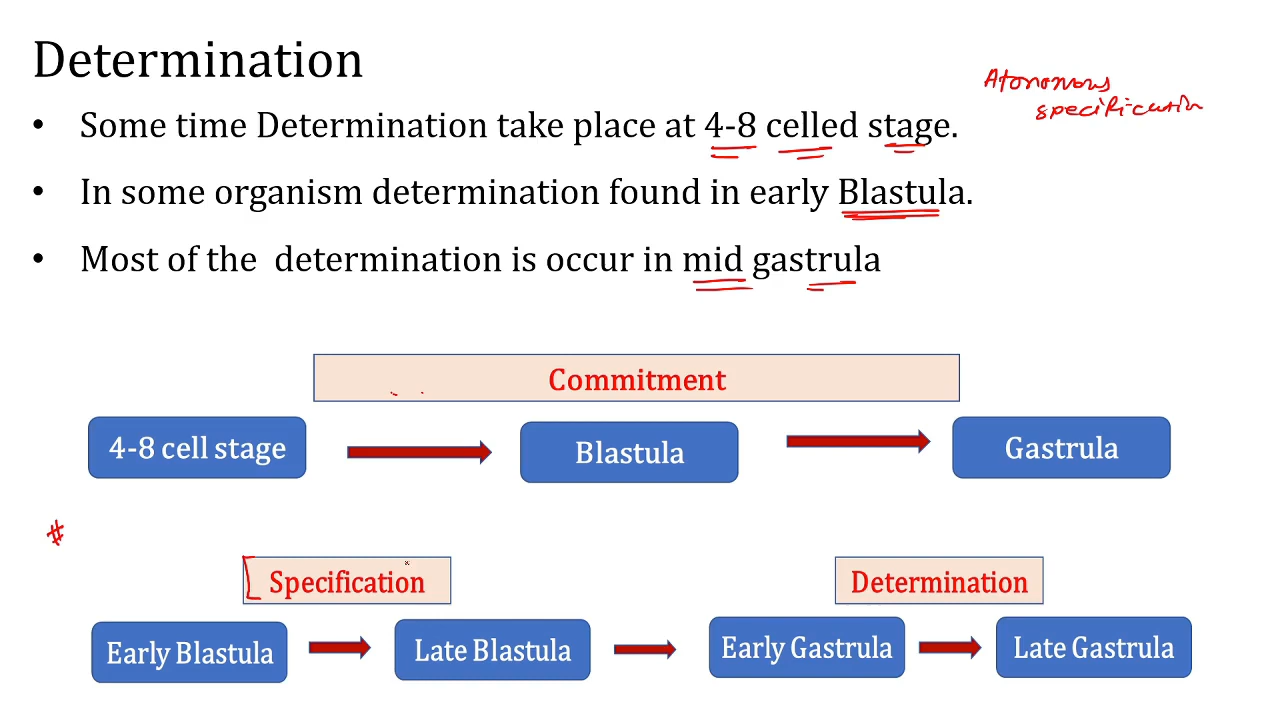 Determination
Atonomous
specification
• Some time Determination take place at 4-8 celled stage.
• In some organism determination found in early Blastula.
• Most of the determination is occur in mid gastrula
Commitment
4-8 cell stage
Blastula
Gastrula
#
Specification
Determination
Early Blastula
Late Blastula
Early Gastrula
Late Gastrula